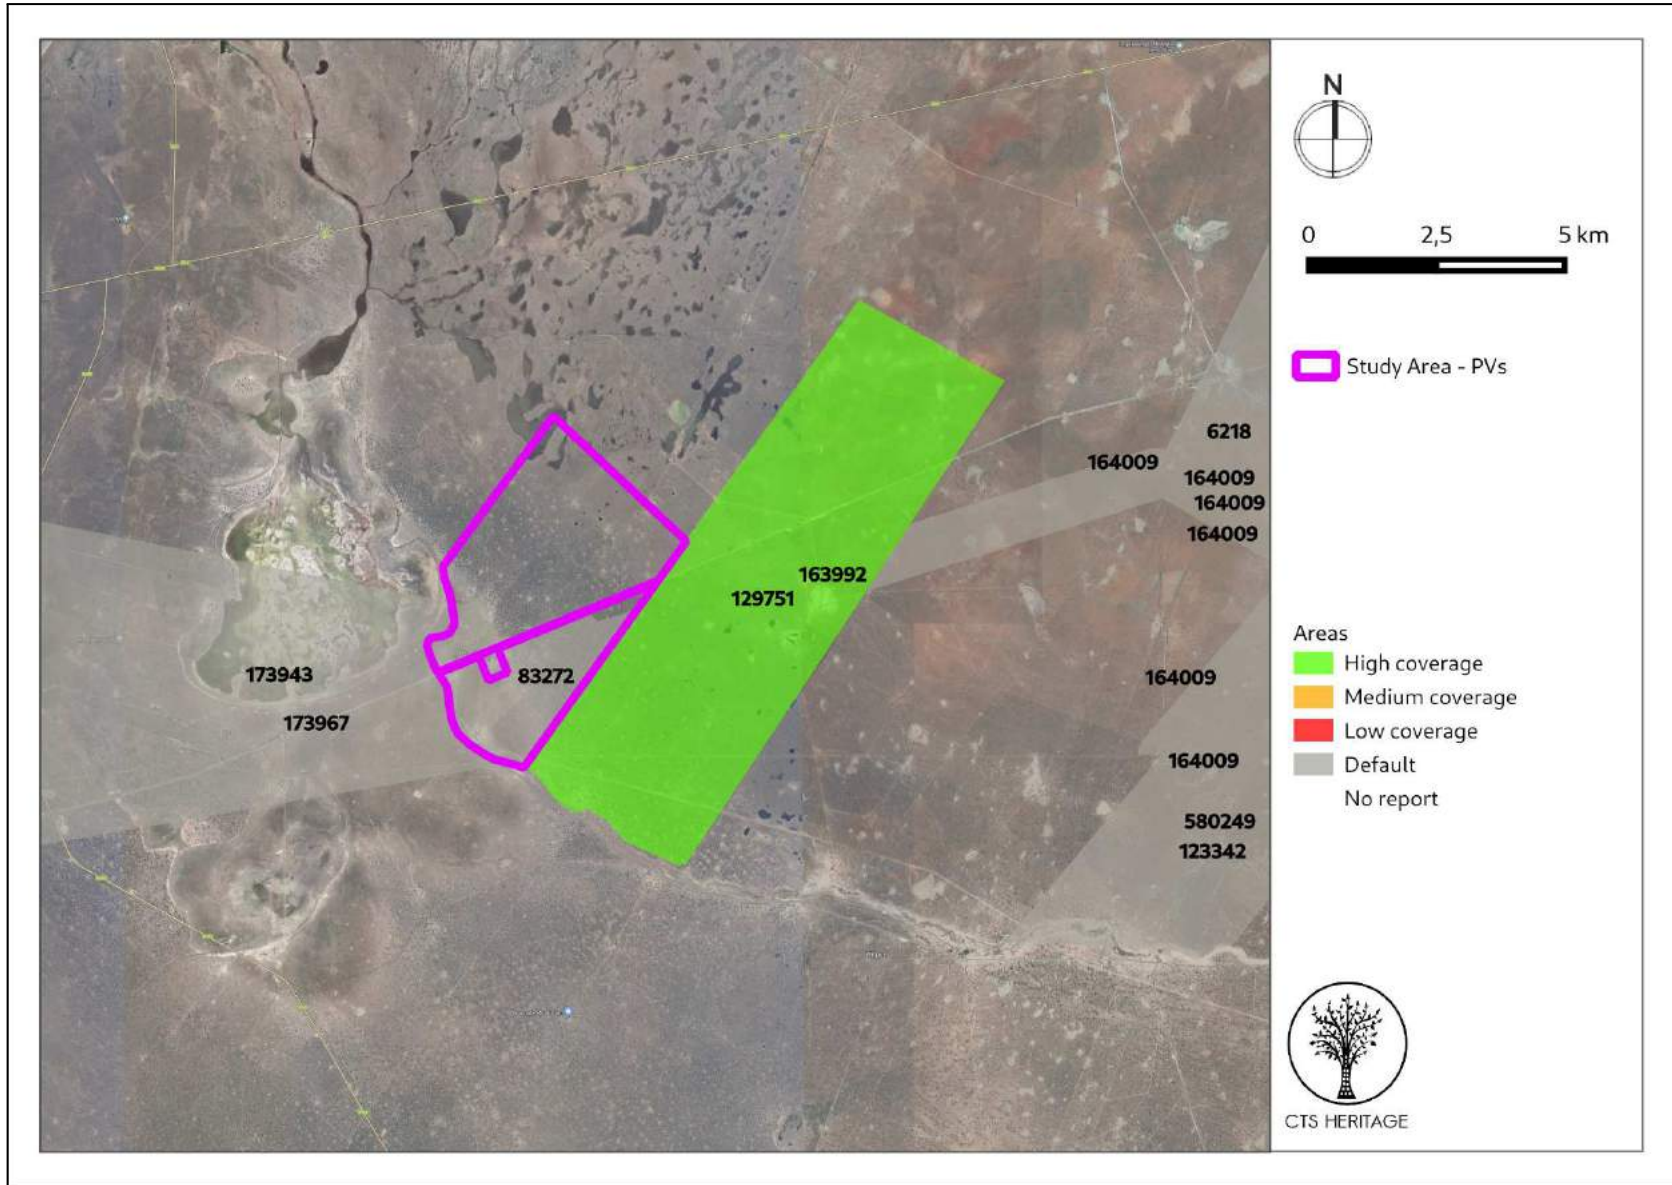 6218
164009
164009
164009
164009
163992
129751
83272
173943
173967
164009
164009
580249
123342
N
0 2,5 5 km
Study Area - PVs
Areas
High coverage
Medium coverage
Low coverage
Default
No report
CTS HERITAGE